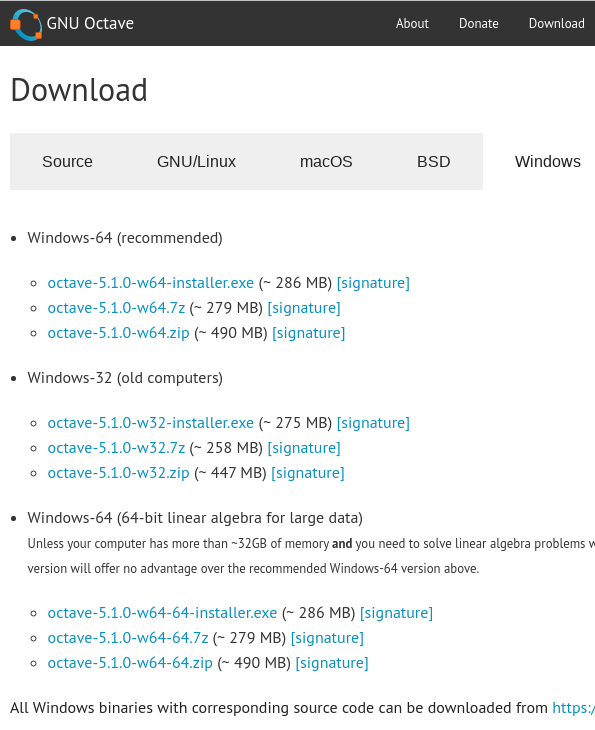 GNU Octave About Donate Download
Download
Source GNU/Linux macOS BSD Windows
Windows-64 (recommended)
octave-5.1.0-w64-installer.exe (~ 286 MB) [signature]
octave-5.1.0-w64.7z (~ 279 MB) [signature]
octave-5.1.0-w64.zip (~ 490 MB) [signature]
Windows-32 (old computers)
octave-5.1.0-w32-installer.exe (~ 275 MB) [signature]
octave-5.1.0-w32.7z (~ 258 MB) [signature]
octave-5.1.0-w32.zip (~ 447 MB) [signature]
Windows-64 (64-bit linear algebra for large data)
Unless your computer has more than ~32GB of memory and you need to solve linear algebra problems
version will offer no advantage over the recommended Windows-64 version above.
octave-5.1.0-w64-64-installer.exe (~ 286 MB) [signature]
octave-5.1.0-w64-64.7z (~ 279 MB) [signature]
octave-5.1.0-w64-64.zip (~ 490 MB) [signature]
All Windows binaries with corresponding source code can be downloaded from https:/